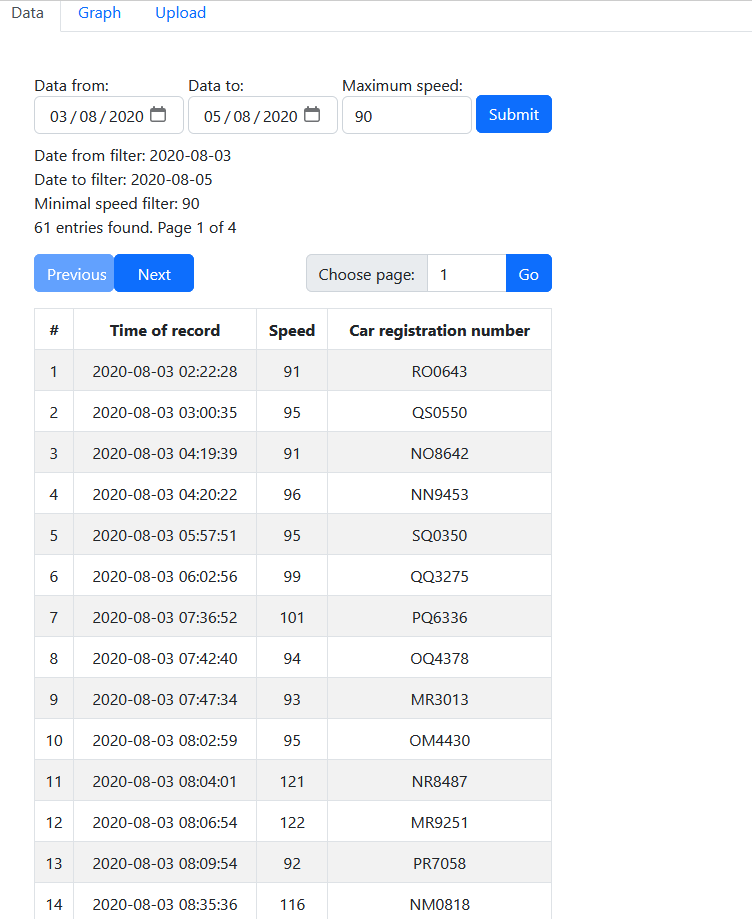 Data Graph Upload
Data from: Data to: Maximum speed:
03/08/2020 05/08/2020 90 Submit
Date from filter: 2020-08-03
Date to filter: 2020-08-05
Minimal speed filter: 90
61 entries found. Page 1 of 4
Previous Next Choose page: 1 Go
# Time of record Speed Car registration number
1 2020-08-03 02:22:28 91 RO0643
2 2020-08-03 03:00:35 95 QS0550
3 2020-08-03 04:19:39 91 NO8642
4 2020-08-03 04:20:22 96 NN9453
5 2020-08-03 05:57:51 95 SQ0350
6 2020-08-03 06:02:56 99 QQ3275
7 2020-08-03 07:36:52 101 PQ6336
8 2020-08-03 07:42:40 94 OQ4378
9 2020-08-03 07:47:34 93 MR3013
10 2020-08-03 08:02:59 95 OM4430
11 2020-08-03 08:04:01 121 NR8487
12 2020-08-03 08:06:54 122 MR9251
13 2020-08-03 08:09:54 92 PR7058
14 2020-08-03 08:35:36 116 NM0818